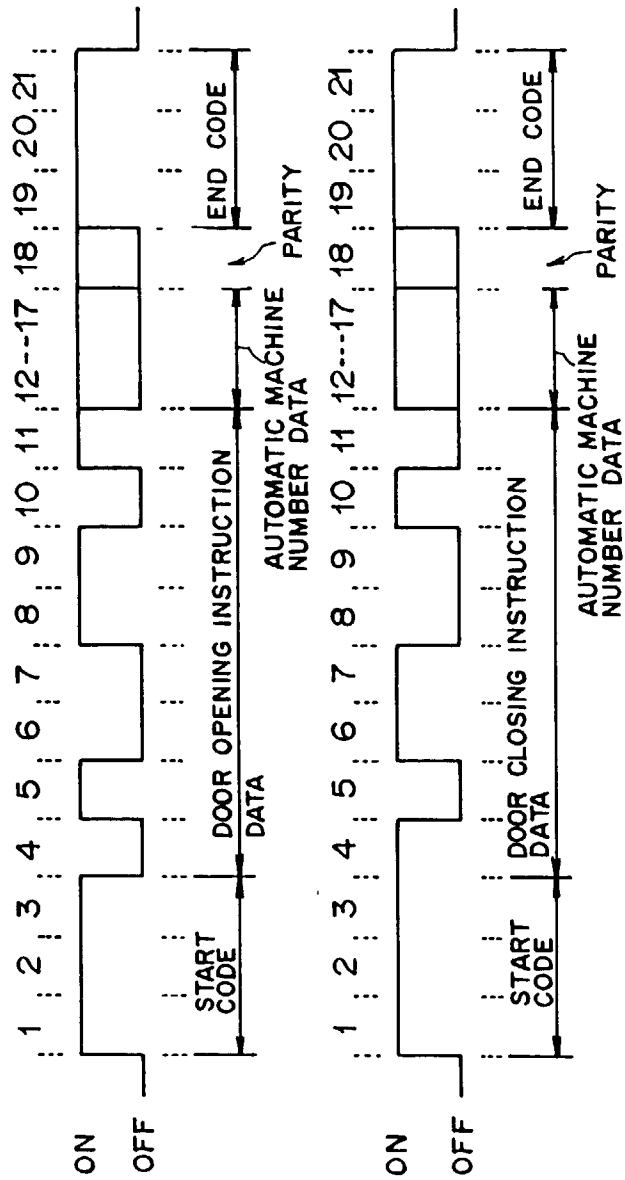 1 2 3 4 5 6 7 8 9 10 11 12---17 18 19 20 21
ON
OFF
START
CODE
DOOR OPENING INSTRUCTION
DATA
AUTOMATIC MACHINE
NUMBER DATA
PARITY
END CODE
1 2 3 4 5 6 7 8 9 10 11 12---17 18 19 20 21
ON
OFF
START
CODE
DOOR CLOSING INSTRUCTION
DATA
AUTOMATIC MACHINE
NUMBER DATA
PARITY
END CODE